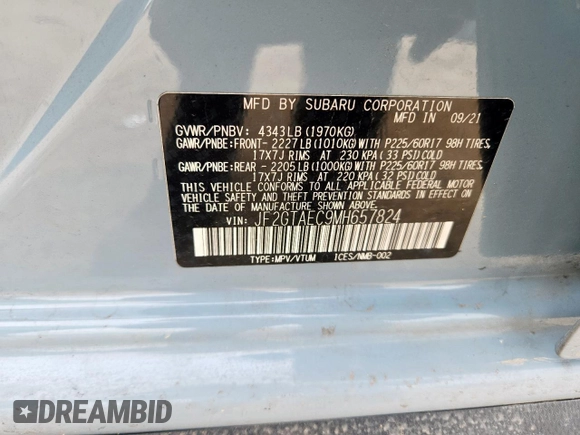 MFD BY SUBARU CORPORATION
MFD IN 09/21
GVWR/PNBV: 4343LB(1970KG)
GAWR/PNBE:FRONT-2227LB(1010KG)WITH P225/60R17 98H TIRES,
17X7J RIMS AT 230 KPA(33 PSI)COLD
GAWR/PNBE:REAR -2205LB(1000KG)WITH P225/60R17 98H TIRES,
17X7J RIMS AT 220 KPA(32 PSI)COLD
THIS VEHICLE CONFORMS TO ALL APPLICABLE FEDERAL MOTOR
VEHICLE SAFETY AND THEFT PREVENTION STANDARDS IN EFFECT ON
THE DATE OF MANUFACTURE SHOWN ABOVE.
VIN: JF2GTAEC9MH657824
TYPE:MPV/VTUM ICES/NMB-002
DREAMBID